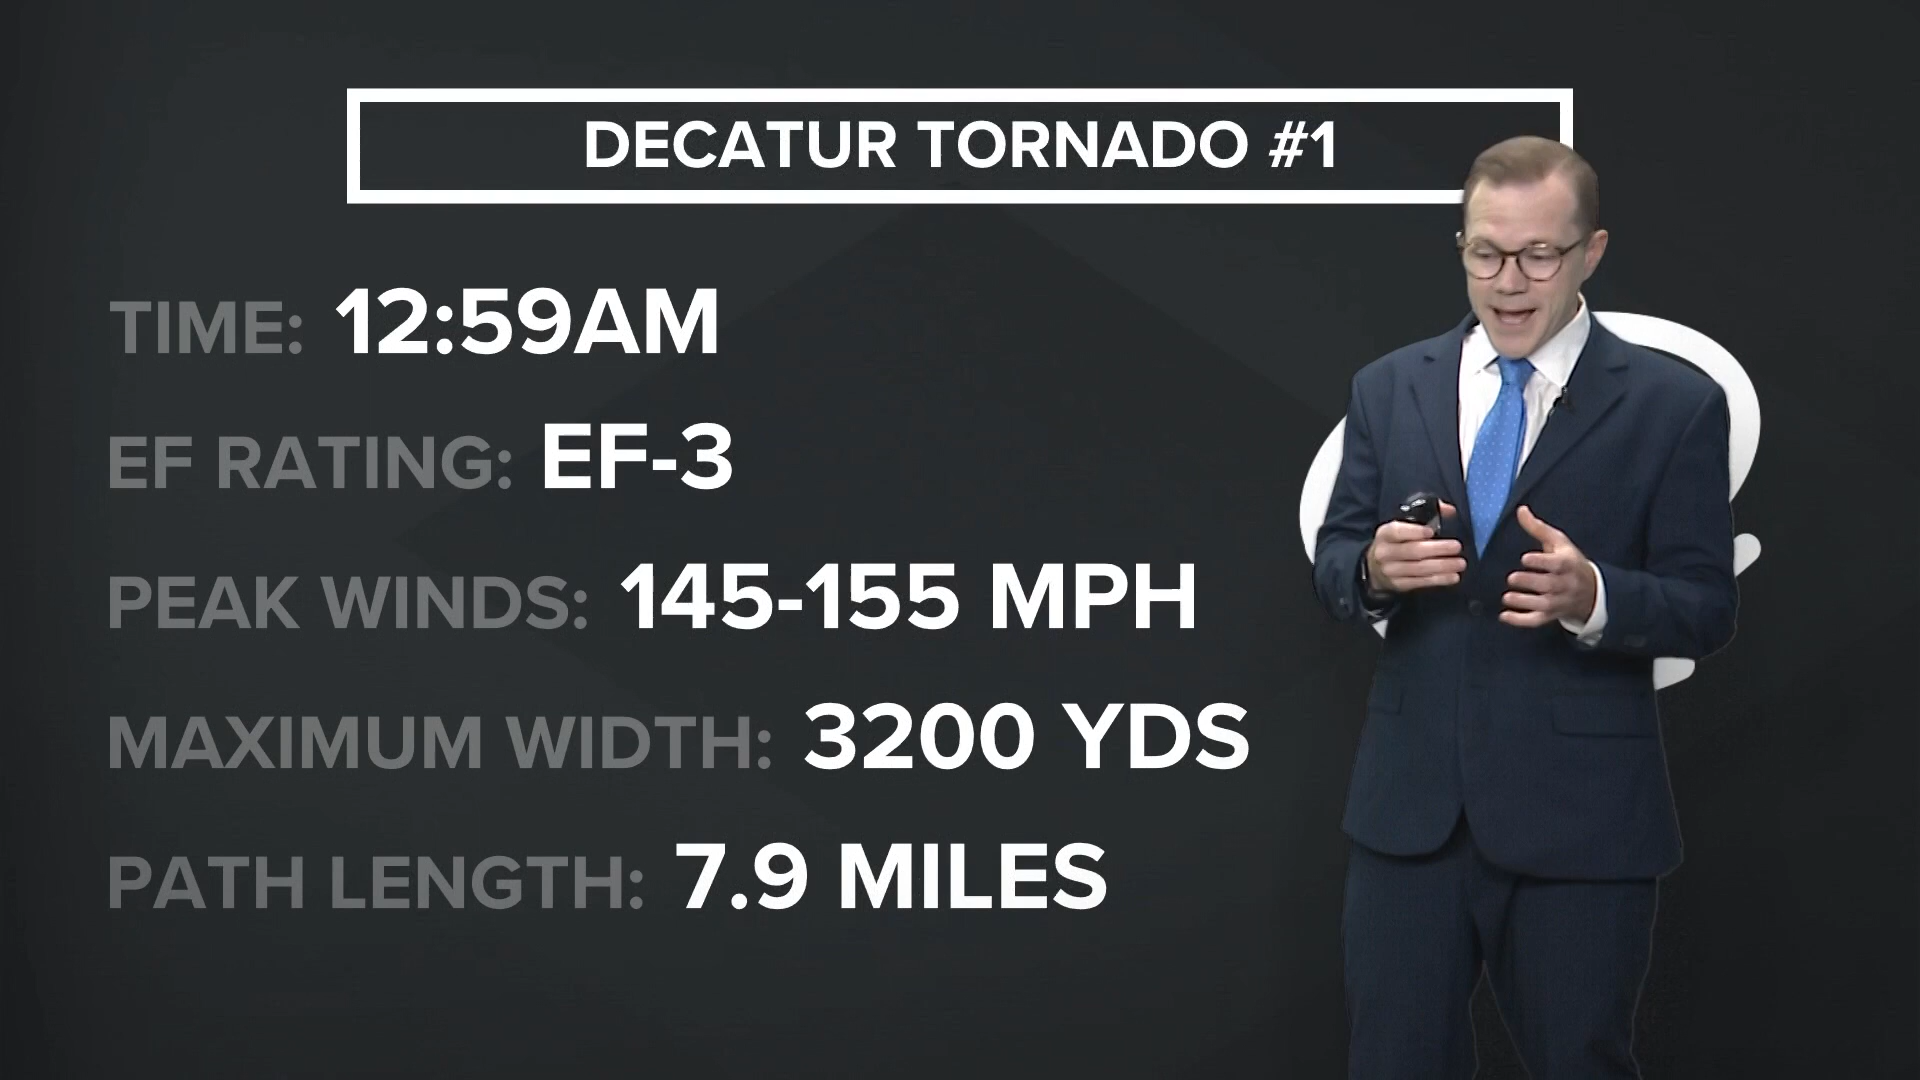 DECATUR TORNADO #1
TIME: 12:59AM
EF RATING: EF-3
PEAK WINDS: 145-155 MPH
MAXIMUM WIDTH: 3200 YDS
PATH LENGTH: 7.9 MILES